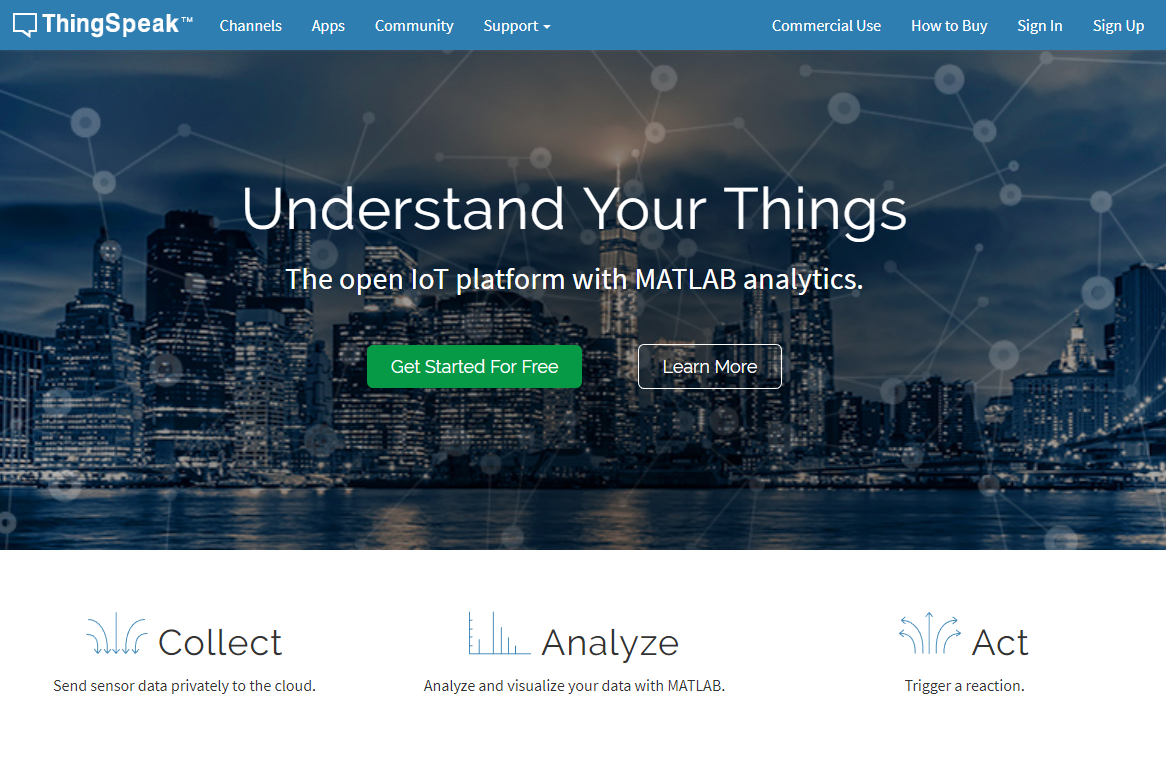 ThingSpeak™ Channels Apps Community Support Commercial Use How to Buy Sign In Sign Up
Understand Your Things
The open IoT platform with MATLAB analytics.
Get Started For Free Learn More
Collect Analyze Act
Send sensor data privately to the cloud. Analyze and visualize your data with MATLAB. Trigger a reaction.